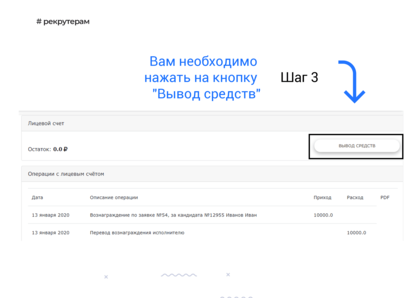 # рекрутерам
Вам необходимо
нажать на кнопку
"Вывод средств"
Шаг 3
Лицевой счет
Остаток: 0.0 ₽
ВЫВОД СРЕДСТВ
Операции с лицевым счётом
Дата Описание операции Приход Расход PDF
13 января 2020 Вознаграждение по заявке №54, за кандидата №12955 Иванов Иван 10000.0
13 января 2020 Перевод вознаграждения исполнителю 10000.0